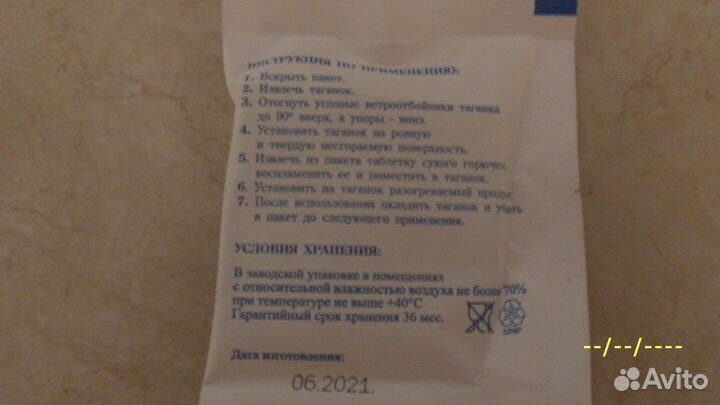 ИНСТРУКЦИЯ ПО ПРИМЕНЕНИЮ:
1. Вскрыть пакет.
2. Извлечь таганок.
3. Отогнуть угловые ветроотбойники таганка
до 90° вверх, а упоры - вниз.
4. Установить таганок на ровную
и твердую несгораемую поверхность.
5. Извлечь из пакета таблетку сухого горючего,
воспламенить ее и поместить в таганок.
6. Установить на таганок разогреваемый продукт.
7. После использования охладить таганок и убрать
в пакет до следующего применения.
УСЛОВИЯ ХРАНЕНИЯ:
В заводской упаковке в помещениях
с относительной влажностью воздуха не более 70%
при температуре не выше +40°С
Гарантийный срок хранения 36 мес.
Дата изготовления:
06.2021.
--/--/----
Avito